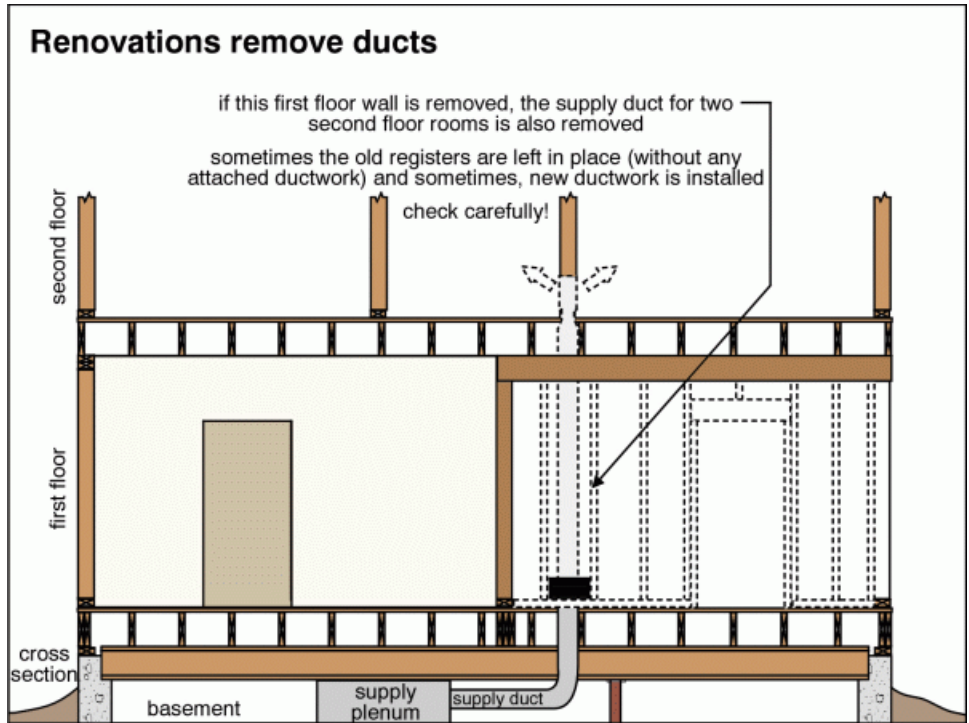 Renovations remove ducts
if this first floor wall is removed, the supply duct for two
second floor rooms is also removed
sometimes the old registers are left in place (without any
attached ductwork) and sometimes, new ductwork is installed
check carefully!
second floor
first floor
cross
section
basement
supply
plenum
supply duct